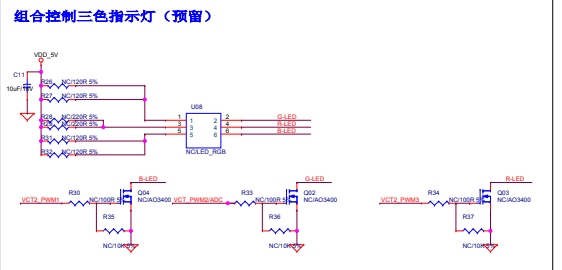 组合控制三色指示灯（预留）
VDD_5V
C11
10uF/16V
R26 NC/120R 5%
R27 NC/120R 5%
R28 NC/220R 5%
NC/220R 5%
R31 NC/120R 5%
R32 NC/120R 5%
U08
1 2 G-LED
3 4 R-LED
5 6 B-LED
NC/LED_RGB
B-LED
G-LED
R-LED
VCT2_PWM1 R30 NC/100R 5% Q04 NC/AO3400
R35
NC/10K 5%
VCT_PWM2/ADC R33 NC/100R 5% Q02 NC/AO3400
R36
NC/10K 5%
VCT2_PWM3 R34 NC/100R 5% Q03 NC/AO3400
R37
NC/10K 5%